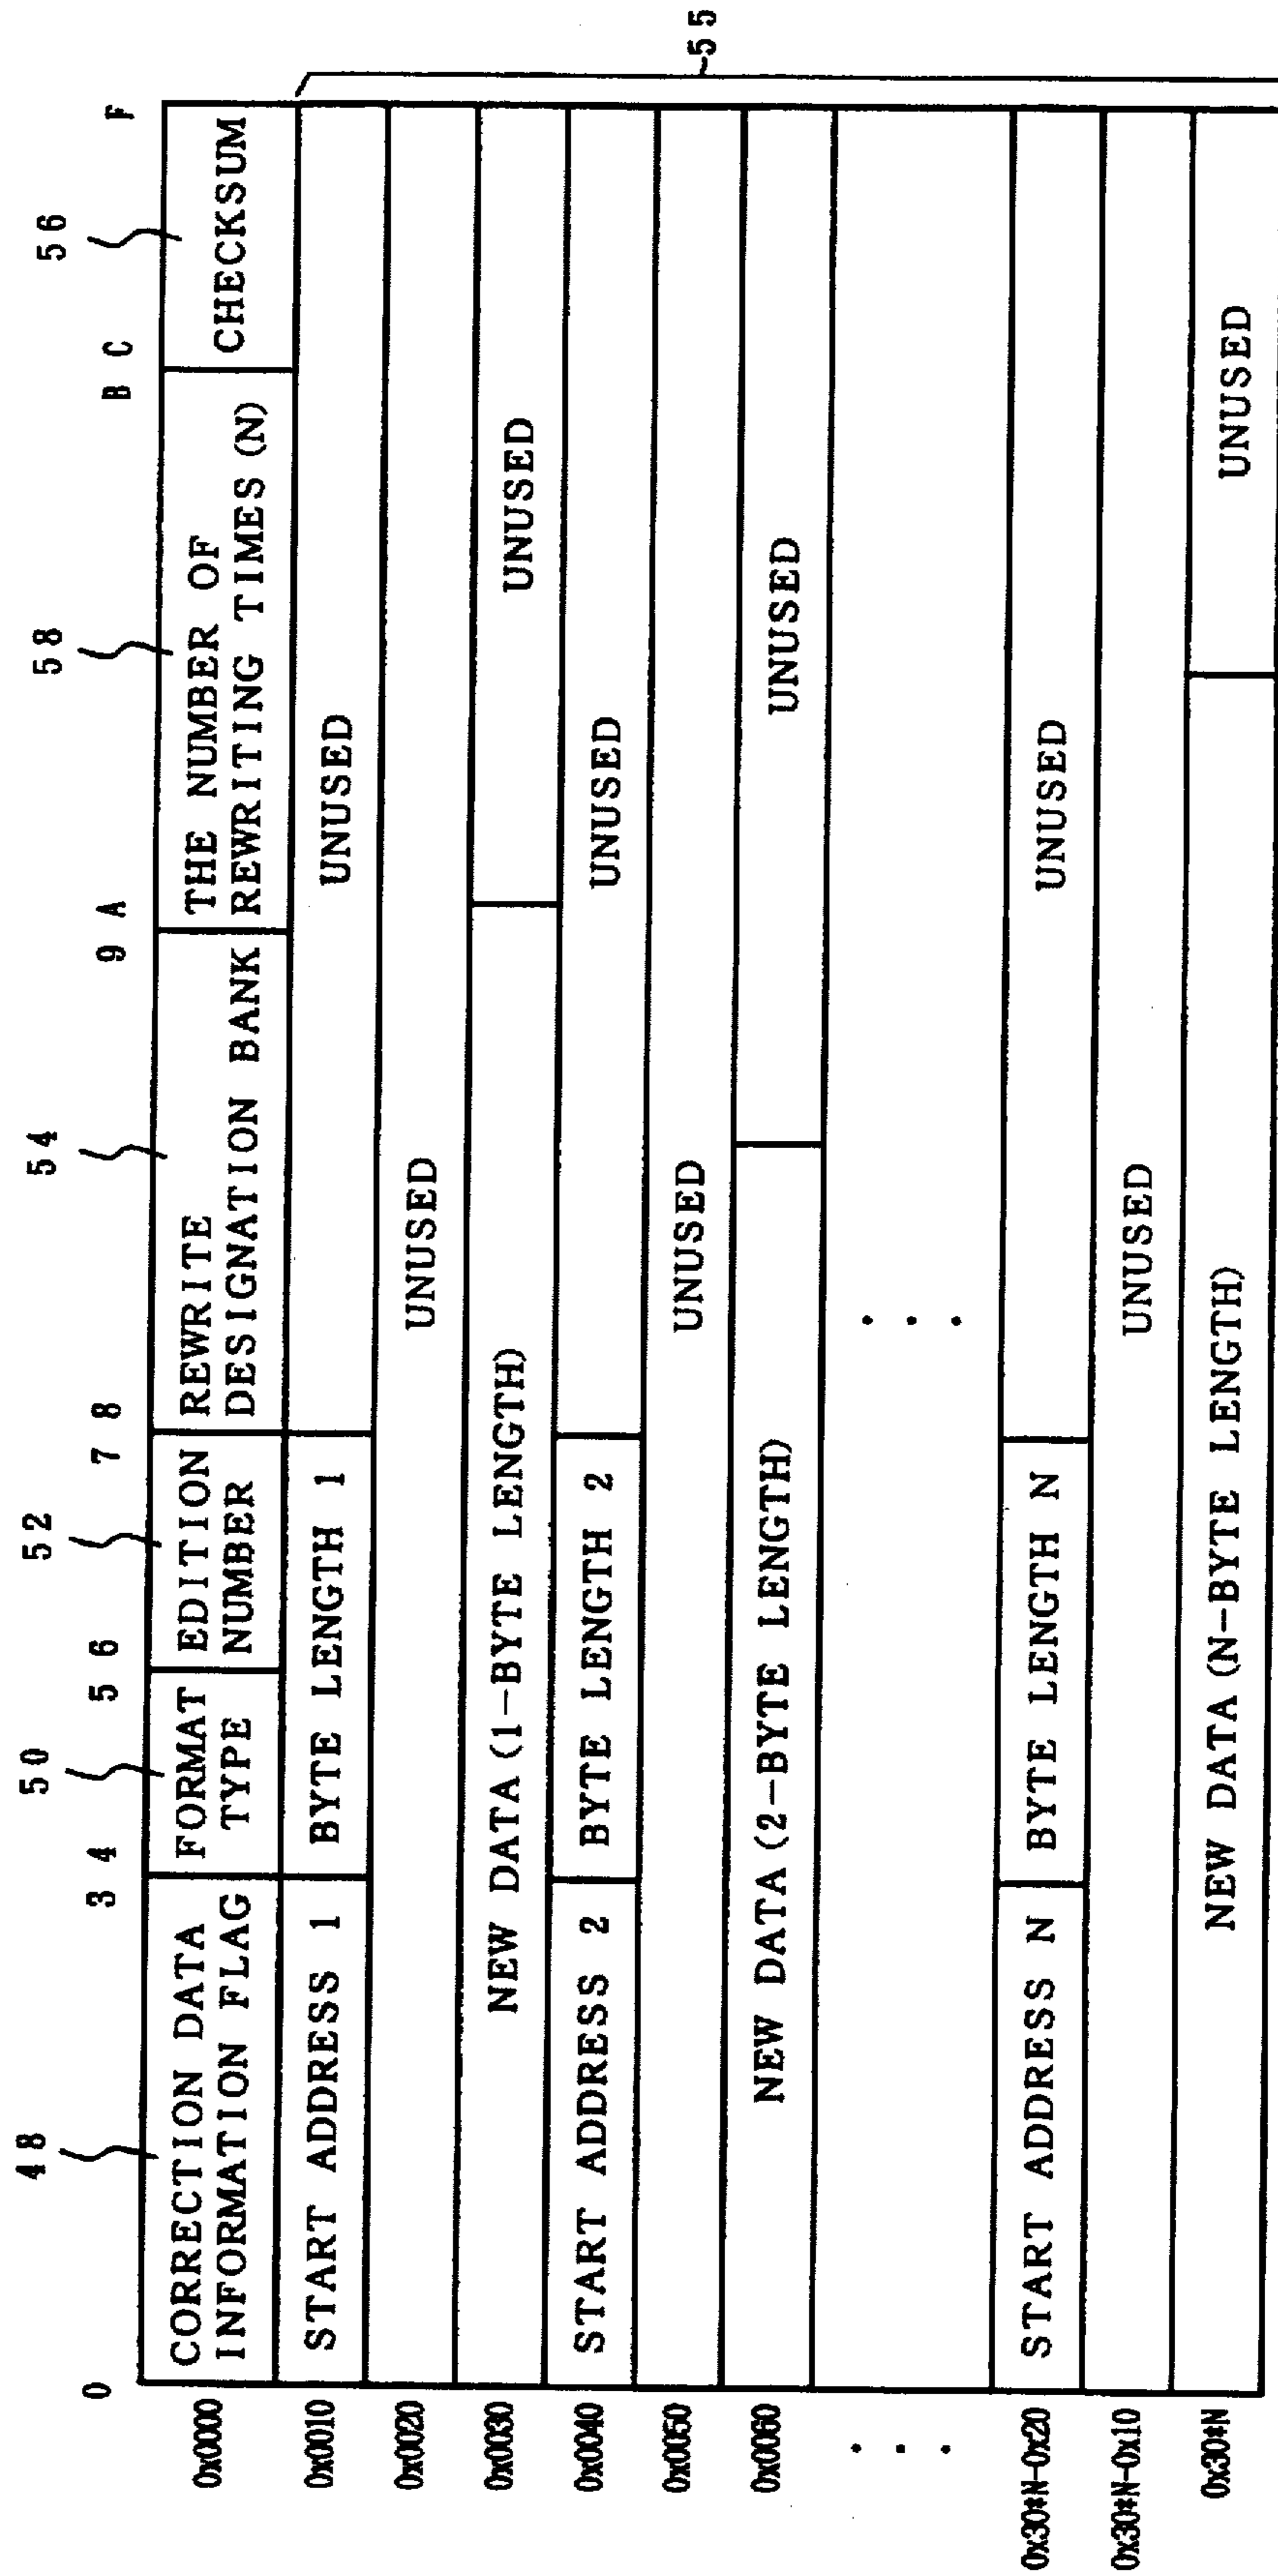 48 50 52 54 58 56
0 3 4 5 6 7 8 9 A B C F
0x0000
CORRECTION DATA
INFORMATION FLAG
FORMAT
TYPE
EDITION
NUMBER
REWRITE
DESIGNATION BANK
THE NUMBER OF
REWRITING TIMES (N)
CHECKSUM
0x0010 START ADDRESS 1 BYTE LENGTH 1 UNUSED
0x0020 UNUSED
0x0030 NEW DATA (1-BYTE LENGTH) UNUSED
0x0040 START ADDRESS 2 BYTE LENGTH 2 UNUSED
0x0050 UNUSED
0x0060 NEW DATA (2-BYTE LENGTH) UNUSED
55
0x30*N-0x20 START ADDRESS N BYTE LENGTH N UNUSED
0x30*N-0x10 UNUSED
0x30*N NEW DATA (N-BYTE LENGTH) UNUSED